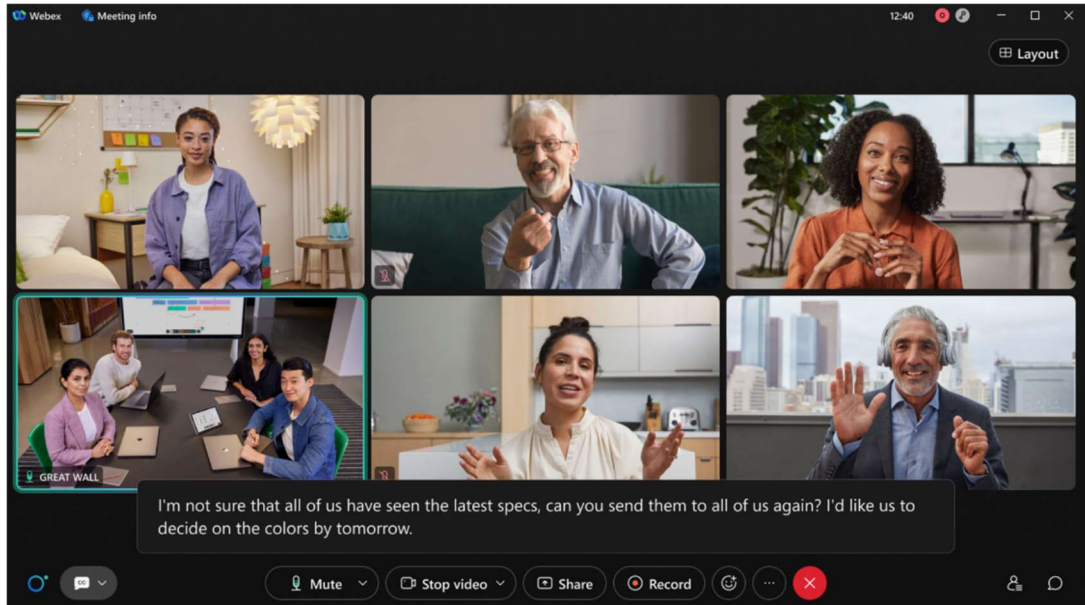 Webex
Meeting info
12:40
Layout
GREAT WALL
I'm not sure that all of us have seen the latest specs, can you send them to all of us again? I'd like us to
decide on the colors by tomorrow.
CC
Mute
Stop video
Share
Record